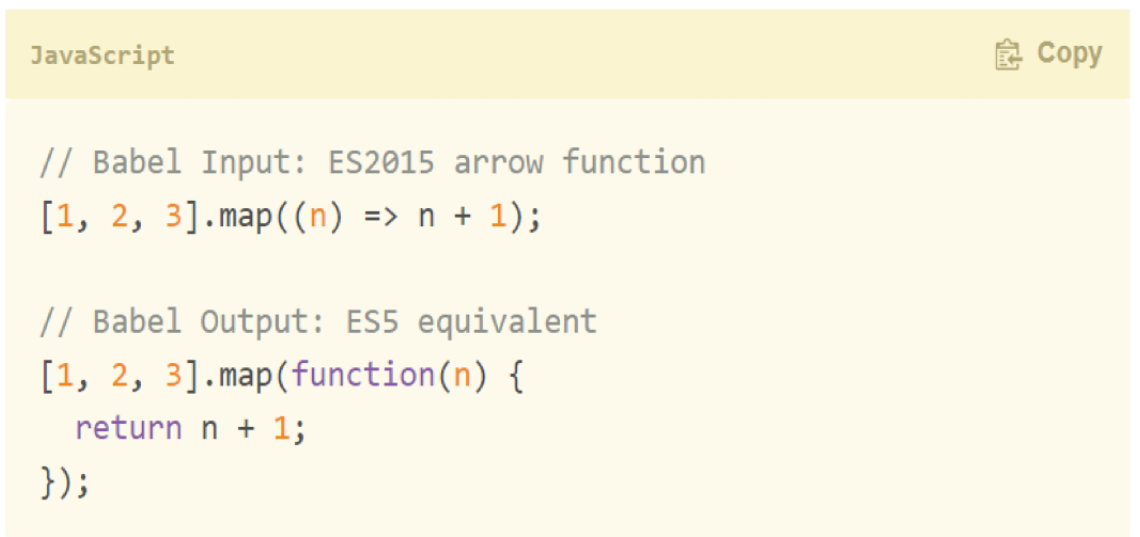 JavaScript
Copy
// Babel Input: ES2015 arrow function
[1, 2, 3].map((n) => n + 1);
// Babel Output: ES5 equivalent
[1, 2, 3].map(function(n) {
  return n + 1;
});